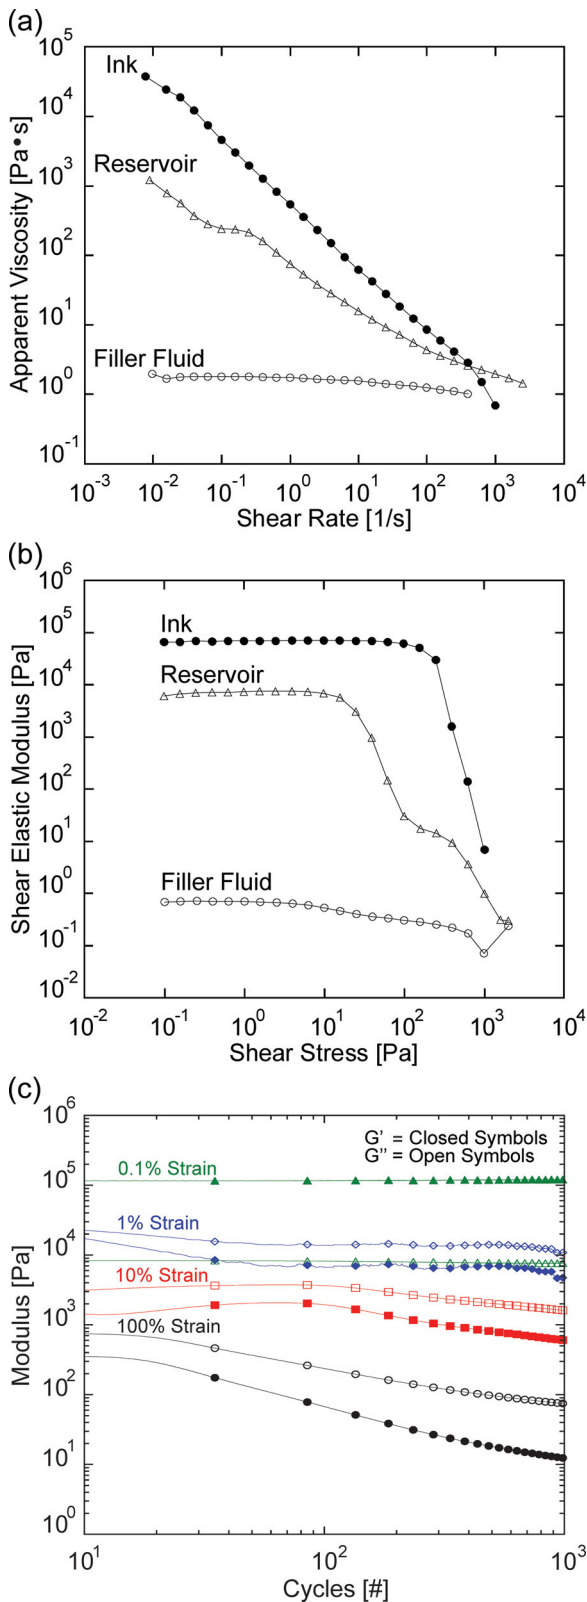 (a)
10^5
Ink
10^4
Reservoir
10^3
10^2
10^1
Filler Fluid
10^0
10^-1
Apparent Viscosity [Pa•s]
10^-3 10^-2 10^-1 10^0 10^1 10^2 10^3 10^4
Shear Rate [1/s]
(b)
10^6
Ink
10^5
Reservoir
10^4
10^3
10^2
10^1
Filler Fluid
10^0
10^-1
10^-2
Shear Elastic Modulus [Pa]
10^-2 10^-1 10^0 10^1 10^2 10^3 10^4
Shear Stress [Pa]
(c)
10^6
G' = Closed Symbols
G'' = Open Symbols
0.1% Strain
10^5
1% Strain
10^4
10% Strain
10^3
100% Strain
10^2
10^1
10^0
Modulus [Pa]
10^1 10^2 10^3
Cycles [#]